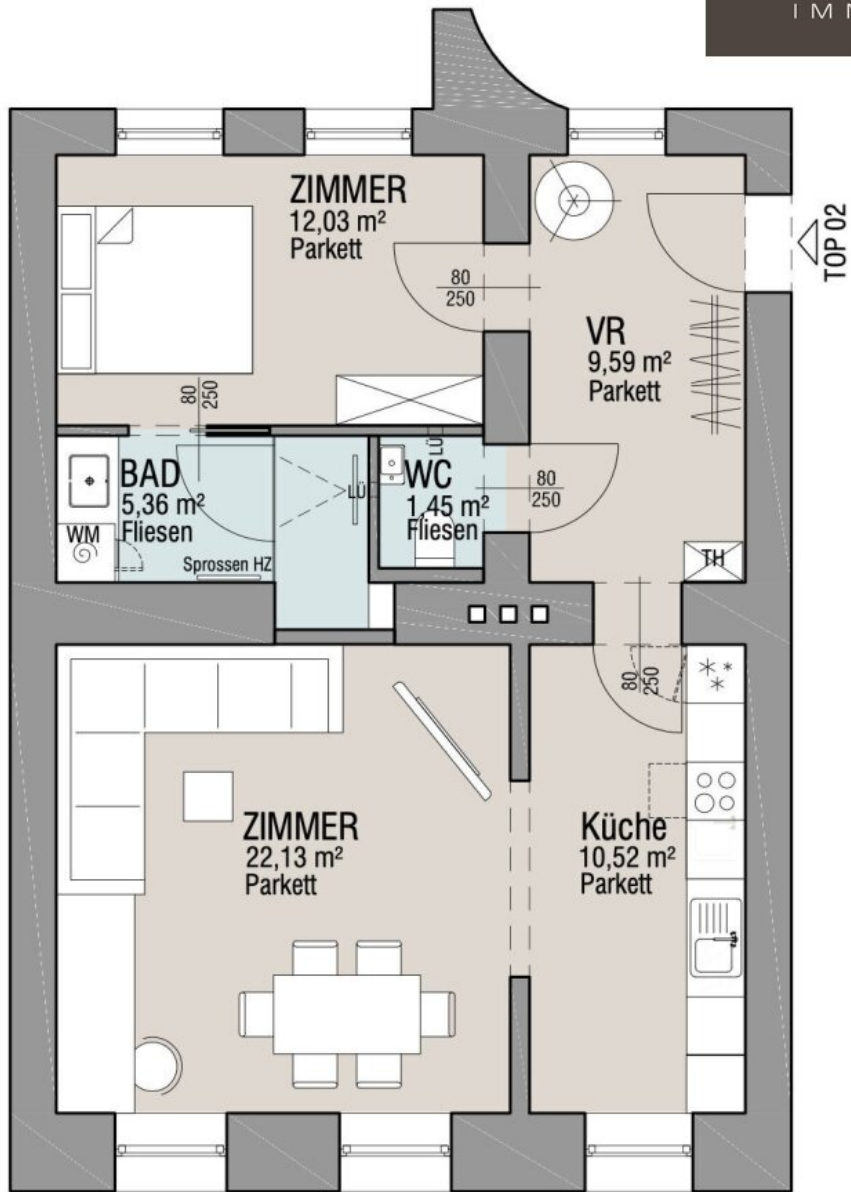 IMM
ZIMMER
12,03 m²
Parkett
80
250
TOP 02
VR
9,59 m²
Parkett
80
250
BAD
5,36 m²
Fliesen
WM
Sprossen HZ
LÜ
LÜ
WC
1,45 m²
Fliesen
80
250
TH
80
250
ZIMMER
22,13 m²
Parkett
Küche
10,52 m²
Parkett